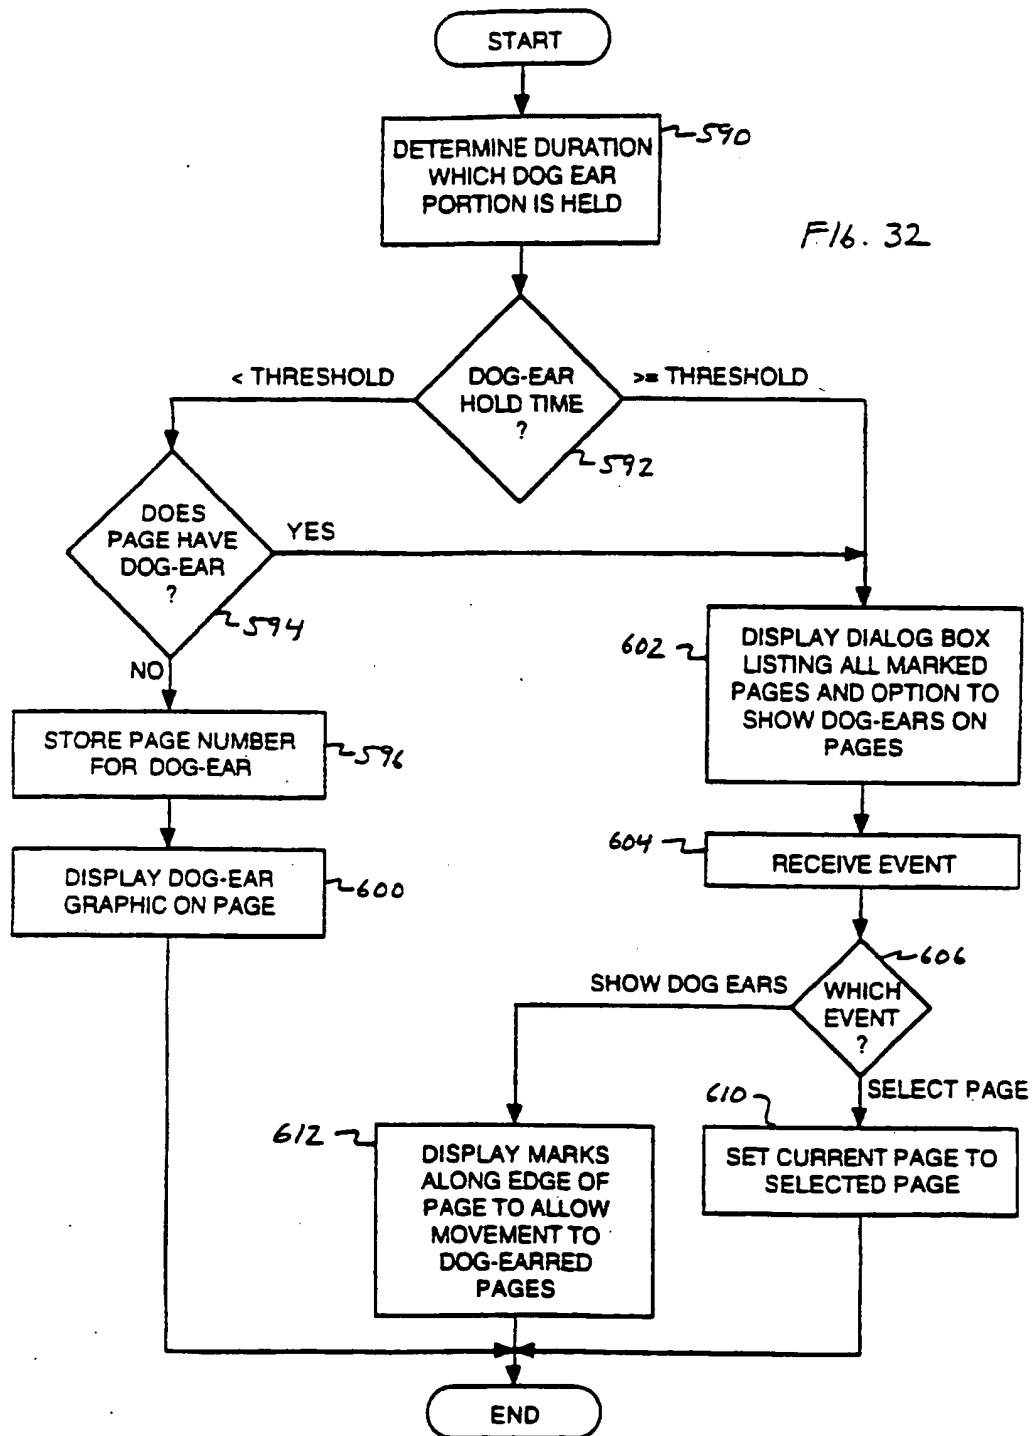 START
DETERMINE DURATION
WHICH DOG EAR
PORTION IS HELD
590
FIG. 32
< THRESHOLD
DOG-EAR
HOLD TIME
?
>= THRESHOLD
592
DOES
PAGE HAVE
DOG-EAR
?
YES
594
NO
602
DISPLAY DIALOG BOX
LISTING ALL MARKED
PAGES AND OPTION TO
SHOW DOG-EARS ON
PAGES
STORE PAGE NUMBER
FOR DOG-EAR
596
604
RECEIVE EVENT
DISPLAY DOG-EAR
GRAPHIC ON PAGE
600
606
SHOW DOG EARS
WHICH
EVENT
?
SELECT PAGE
610
612
DISPLAY MARKS
ALONG EDGE OF
PAGE TO ALLOW
MOVEMENT TO
DOG-EARRED
PAGES
SET CURRENT PAGE TO
SELECTED PAGE
END